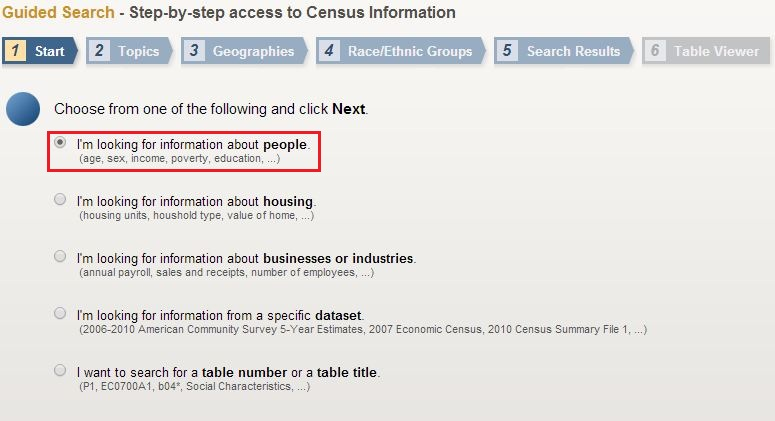 Guided Search - Step-by-step access to Census Information
1 Start 2 Topics 3 Geographies 4 Race/Ethnic Groups 5 Search Results 6 Table Viewer
Choose from one of the following and click Next.
I'm looking for information about people.
(age, sex, income, poverty, education, ...)
I'm looking for information about housing.
(housing units, houshold type, value of home, ...)
I'm looking for information about businesses or industries.
(annual payroll, sales and receipts, number of employees, ...)
I'm looking for information from a specific dataset.
(2006-2010 American Community Survey 5-Year Estimates, 2007 Economic Census, 2010 Census Summary File 1, ...)
I want to search for a table number or a table title.
(P1, EC0700A1, b04*, Social Characteristics, ...)